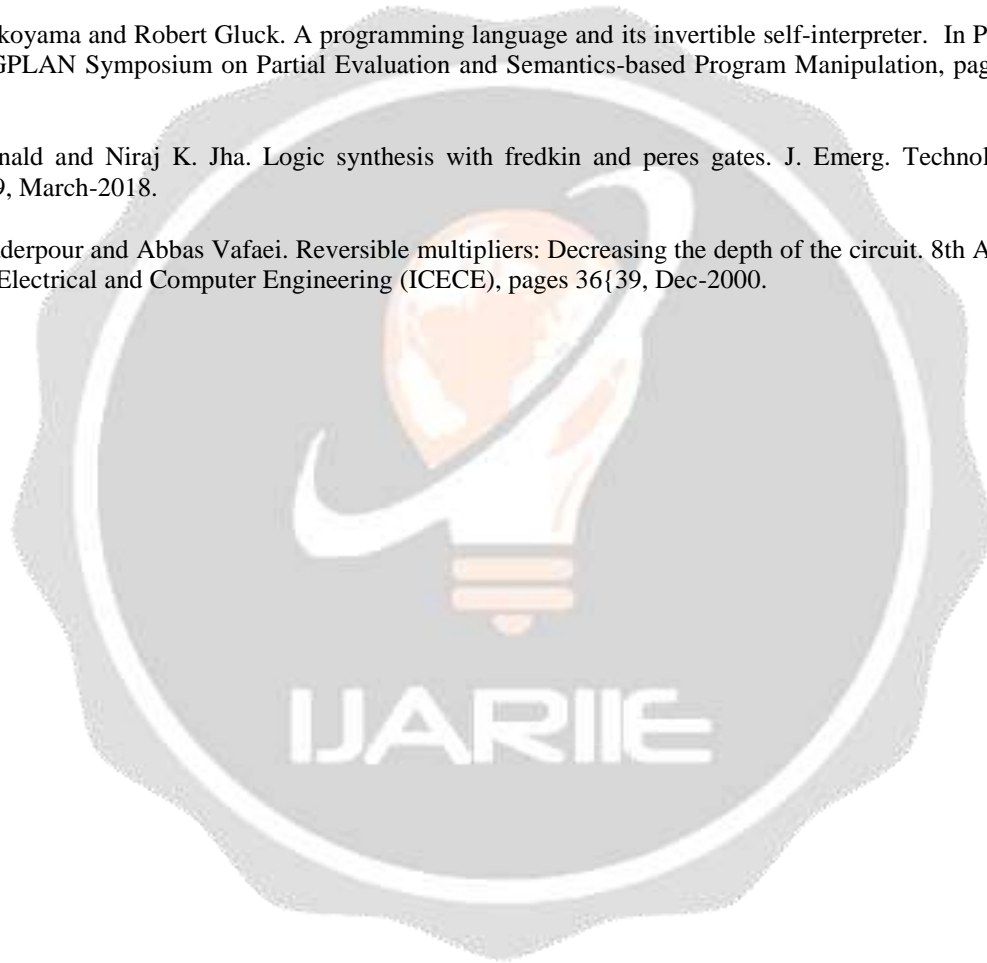 koyama and Robert Gluck. A programming language and its invertible self-interpreter. In P
GPLAN Symposium on Partial Evaluation and Semantics-based Program Manipulation, pag
nald and Niraj K. Jha. Logic synthesis with fredkin and peres gates. J. Emerg. Technol
9, March-2018.
derpour and Abbas Vafaei. Reversible multipliers: Decreasing the depth of the circuit. 8th A
Electrical and Computer Engineering (ICECE), pages 36{39, Dec-2000.
IJARIIE